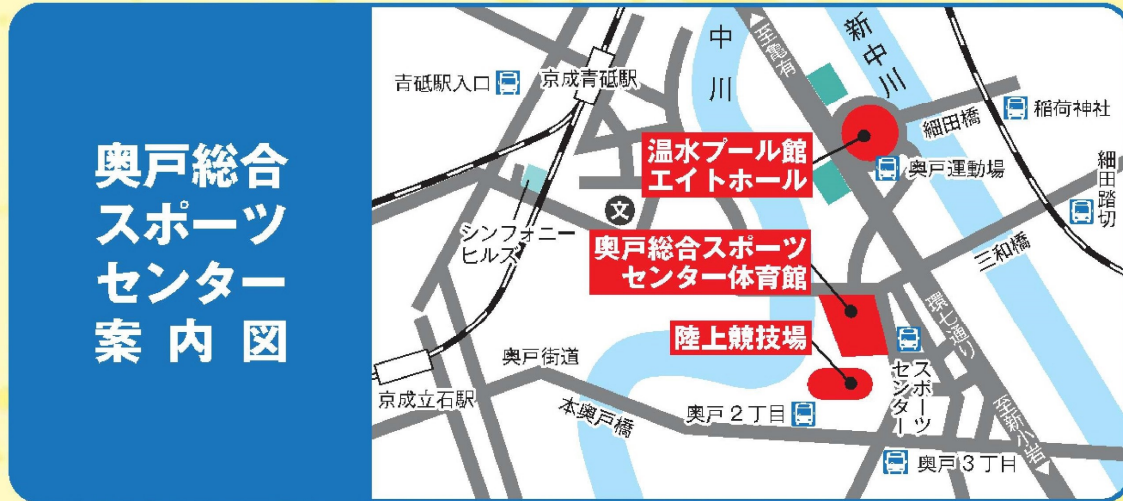 奥戸総合
スポーツ
センター
案内図
青砥駅入口
京成青砥駅
中川
至亀有
新中川
細田橋
稲荷神社
温水プール館
エイトホール
奥戸運動場
細田踏切
文
シンフォニー
ヒルズ
三和橋
奥戸総合スポーツ
センター体育館
環七通り
陸上競技場
スポーツ
センター
奥戸街道
京成立石駅
本奥戸橋
奥戸2丁目
至新小岩
奥戸3丁目